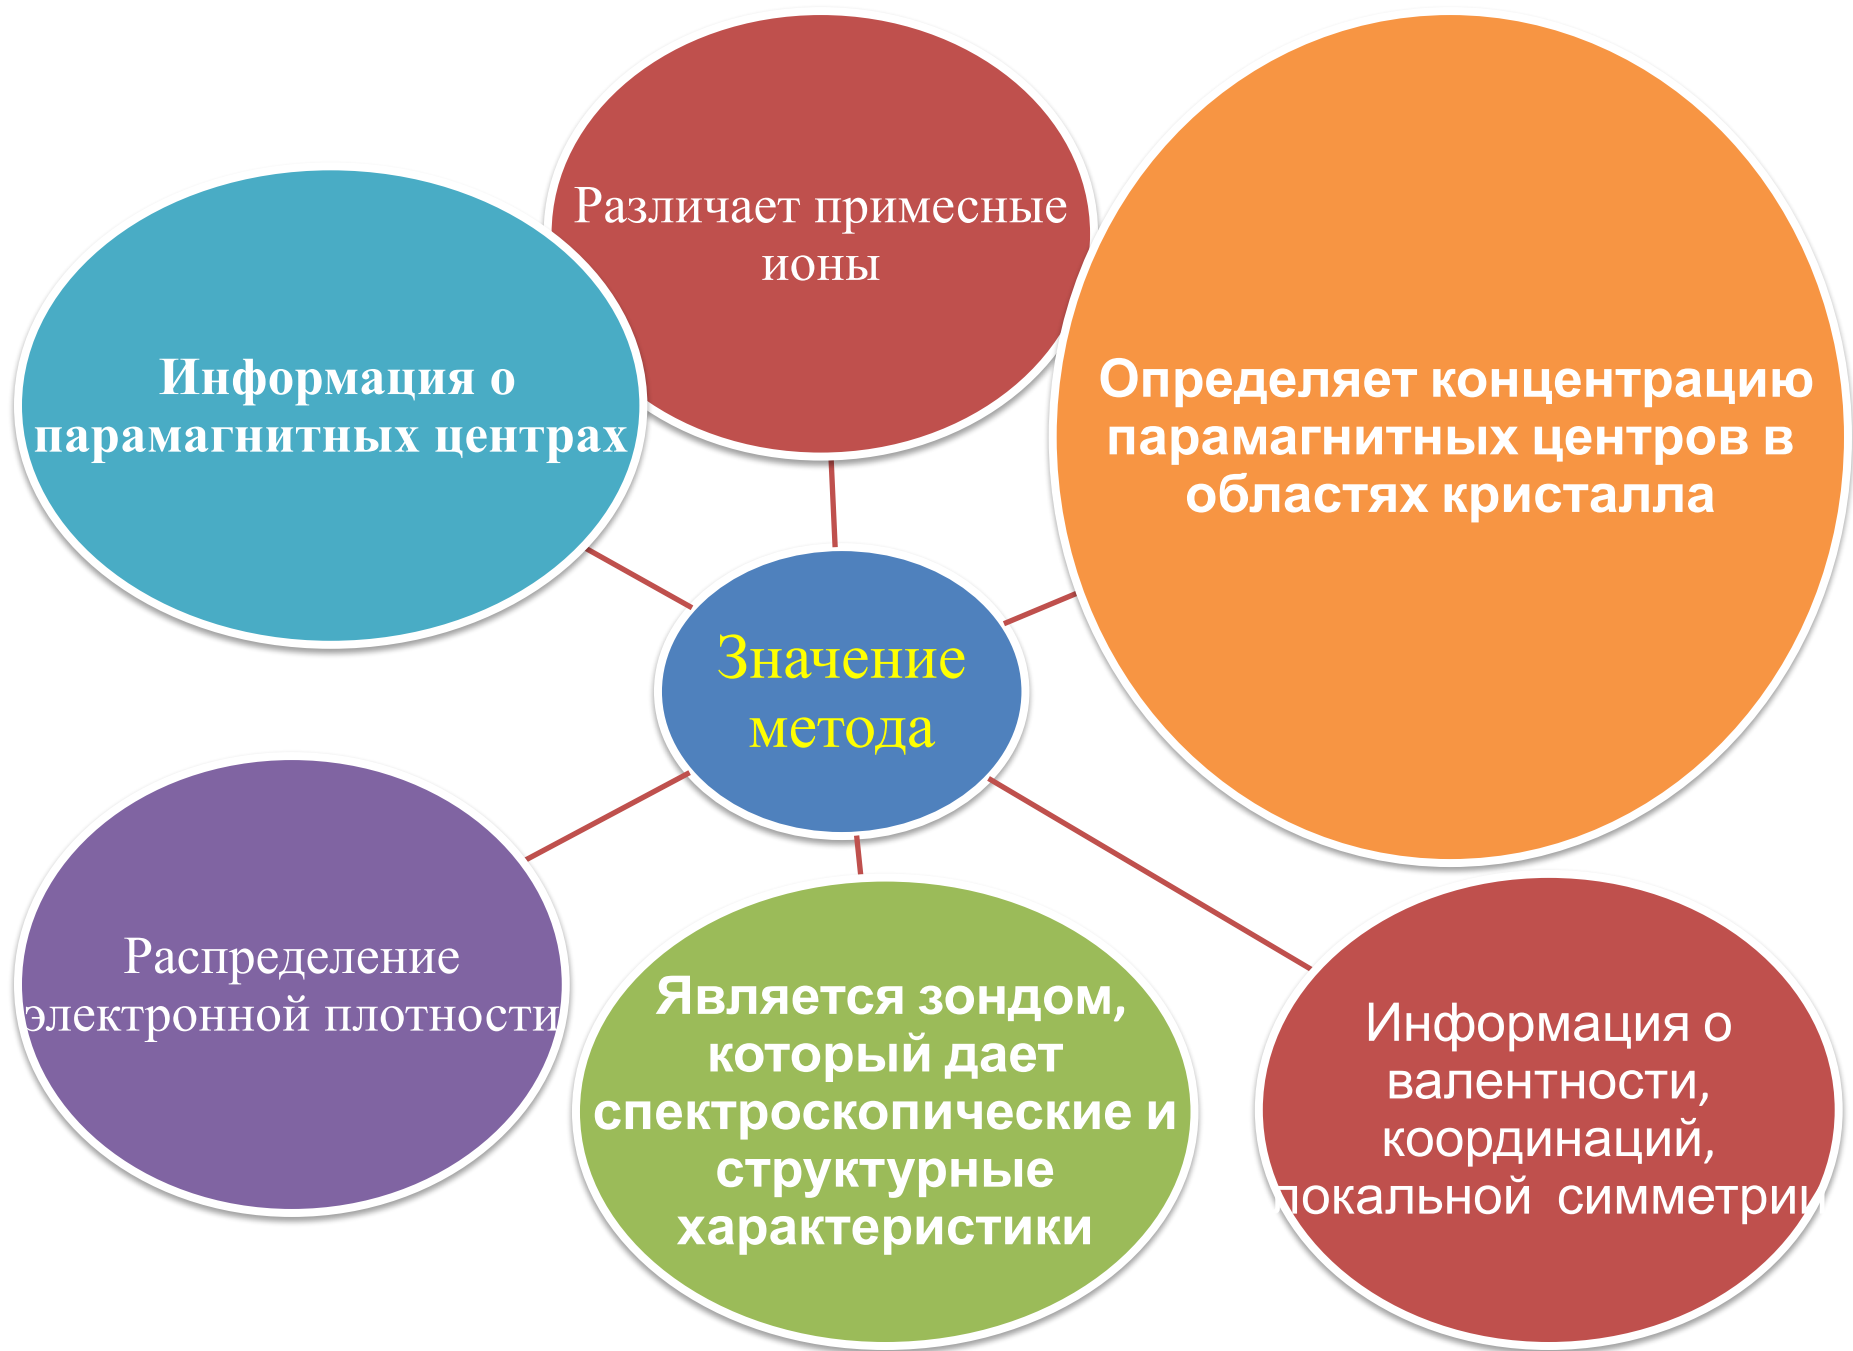 Различает примесные
ионы
Информация о
парамагнитных центрах
Определяет концентрацию
парамагнитных центров в
областях кристалла
Значение
метода
Распределение
электронной плотности
Является зондом,
который дает
спектроскопические и
структурные
характеристики
Информация о
валентности,
координаций,
локальной  симметрии